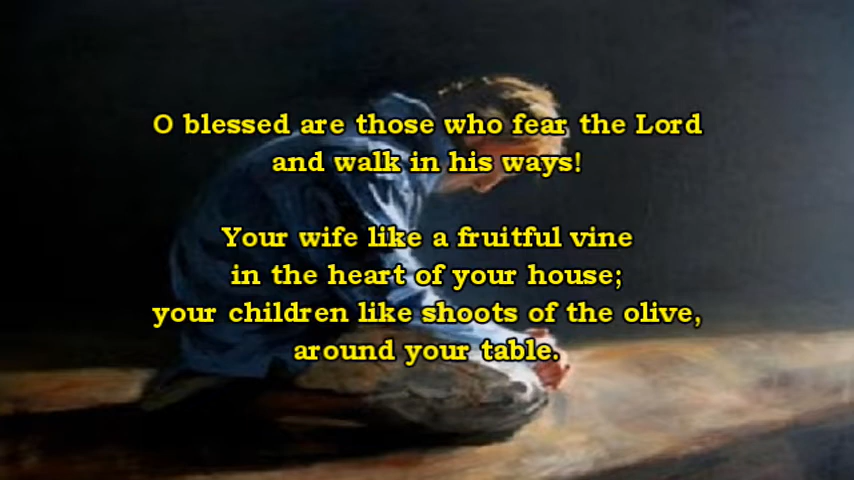 O blessed are those who fear the Lord
and walk in his ways!
Your wife like a fruitful vine
in the heart of your house;
your children like shoots of the olive,
around your table.